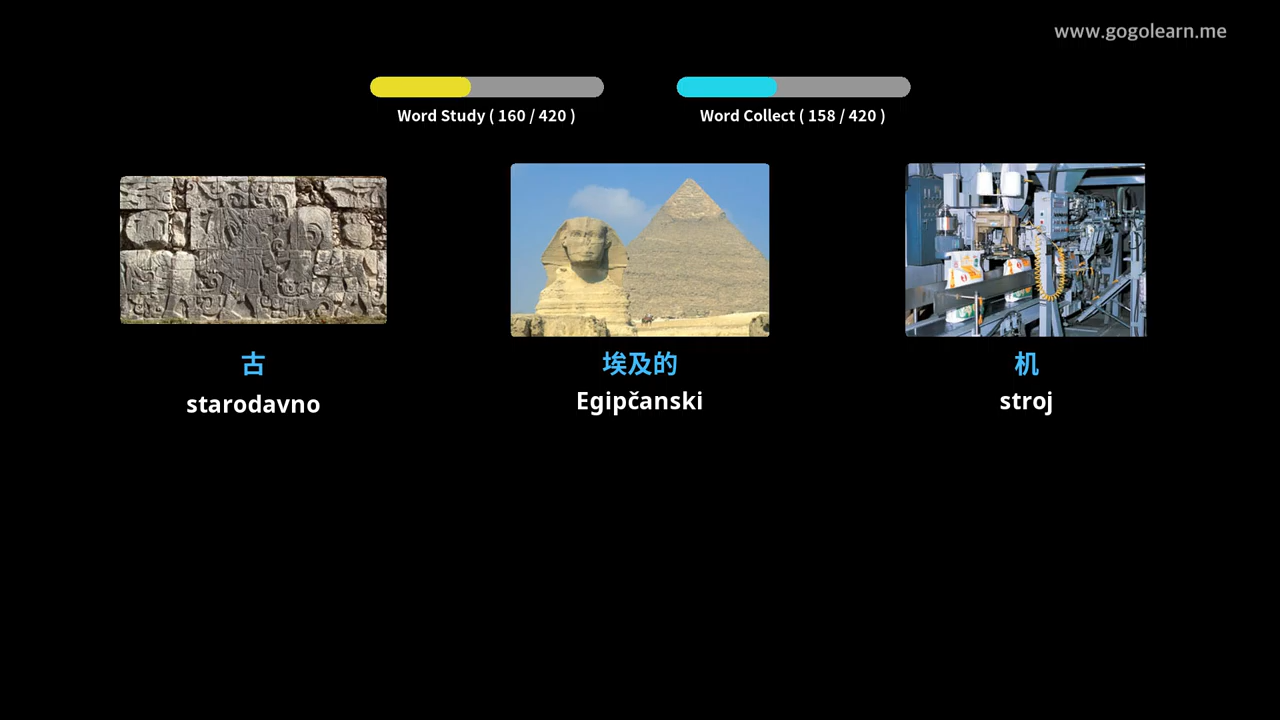 www.gogolearn.me
Word Study ( 160 / 420 )
Word Collect ( 158 / 420 )
古
埃及的
机
starodavno
Egipčanski
stroj